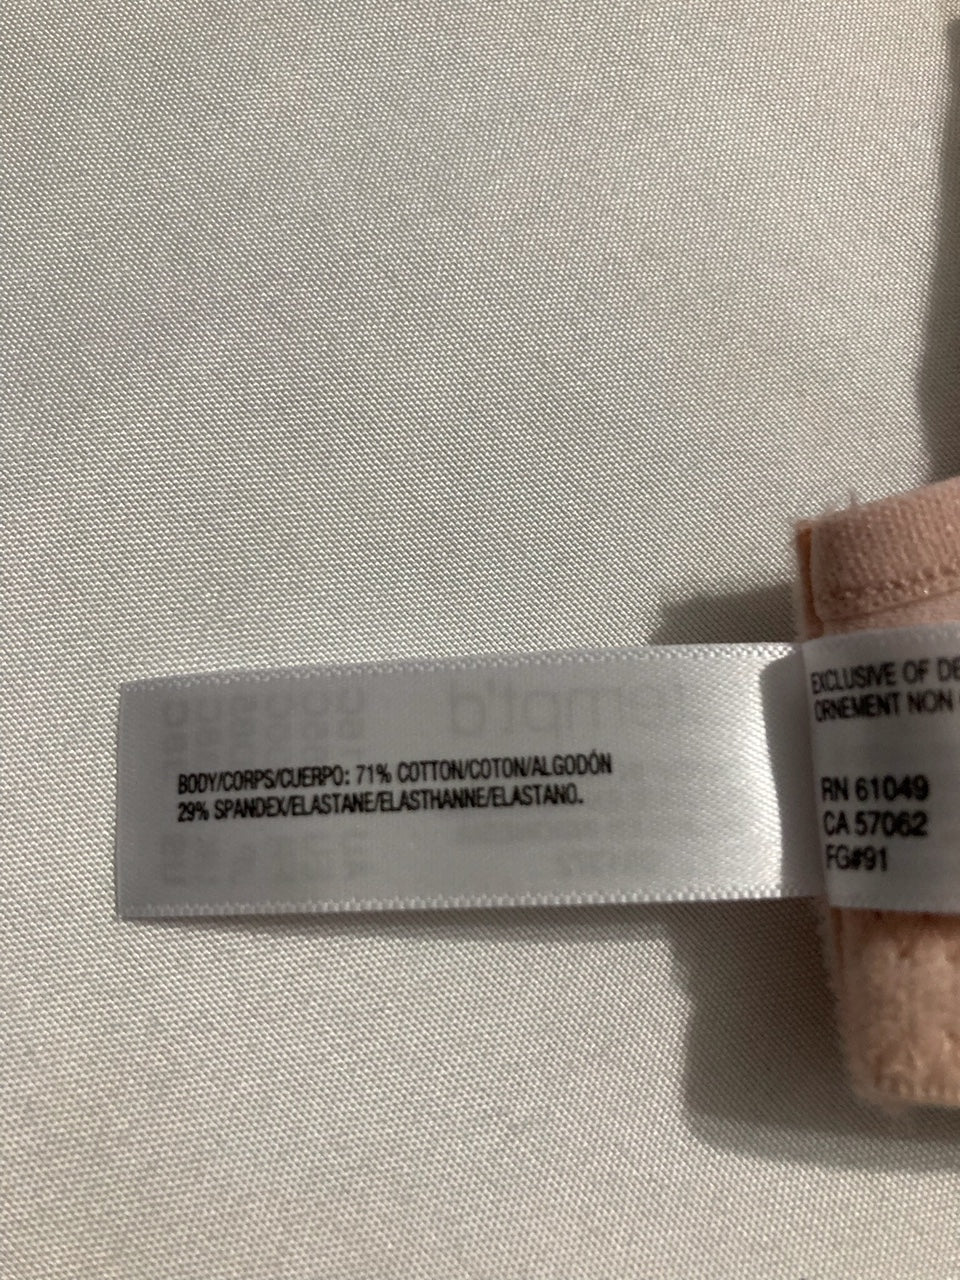 BODY/CORPS/CUERPO: 71% COTTON/COTON/ALGODÓN
29% SPANDEX/ELASTANE/ELASTHANNE/ELASTANO.
EXCLUSIVE OF
ORNEMENT NON
RN 61049
CA 57062
FG#91